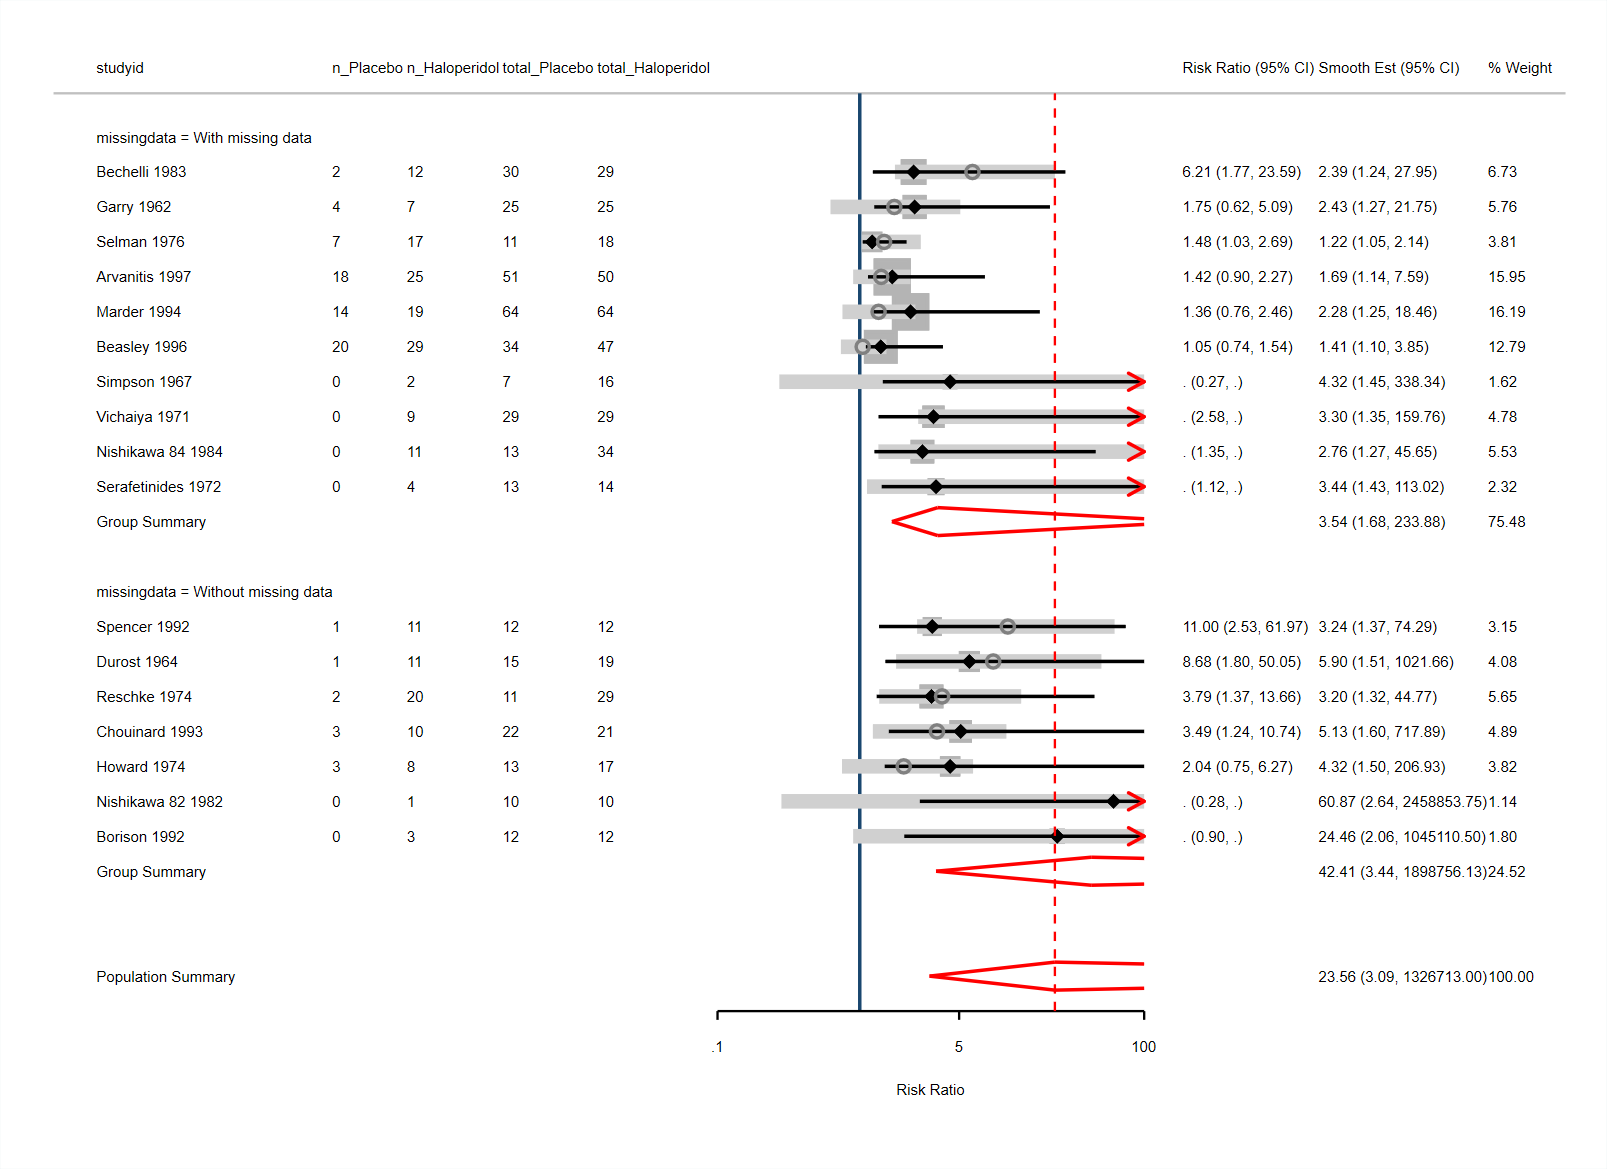 studyid n_Placebo n_Haloperidol total_Placebo total_Haloperidol Risk Ratio (95% CI) Smooth Est (95% CI) % Weight
missingdata = With missing data
Bechelli 1983 2 12 30 29 6.21 (1.77, 23.59) 2.39 (1.24, 27.95) 6.73
Garry 1962 4 7 25 25 1.75 (0.62, 5.09) 2.43 (1.27, 21.75) 5.76
Selman 1976 7 17 11 18 1.48 (1.03, 2.69) 1.22 (1.05, 2.14) 3.81
Arvanitis 1997 18 25 51 50 1.42 (0.90, 2.27) 1.69 (1.14, 7.59) 15.95
Marder 1994 14 19 64 64 1.36 (0.76, 2.46) 2.28 (1.25, 18.46) 16.19
Beasley 1996 20 29 34 47 1.05 (0.74, 1.54) 1.41 (1.10, 3.85) 12.79
Simpson 1967 0 2 7 16 . (0.27, .) 4.32 (1.45, 338.34) 1.62
Vichaiya 1971 0 9 29 29 . (2.58, .) 3.30 (1.35, 159.76) 4.78
Nishikawa 84 1984 0 11 13 34 . (1.35, .) 2.76 (1.27, 45.65) 5.53
Serafetinides 1972 0 4 13 14 . (1.12, .) 3.44 (1.43, 113.02) 2.32
Group Summary 3.54 (1.68, 233.88) 75.48
missingdata = Without missing data
Spencer 1992 1 11 12 12 11.00 (2.53, 61.97) 3.24 (1.37, 74.29) 3.15
Durost 1964 1 11 15 19 8.68 (1.80, 50.05) 5.90 (1.51, 1021.66) 4.08
Reschke 1974 2 20 11 29 3.79 (1.37, 13.66) 3.20 (1.32, 44.77) 5.65
Chouinard 1993 3 10 22 21 3.49 (1.24, 10.74) 5.13 (1.60, 717.89) 4.89
Howard 1974 3 8 13 17 2.04 (0.75, 6.27) 4.32 (1.50, 206.93) 3.82
Nishikawa 82 1982 0 1 10 10 . (0.28, .) 60.87 (2.64, 2458853.75) 1.14
Borison 1992 0 3 12 12 . (0.90, .) 24.46 (2.06, 1045110.50) 1.80
Group Summary 42.41 (3.44, 1898756.13) 24.52
Population Summary 23.56 (3.09, 1326713.00) 100.00
.1 5 100
Risk Ratio